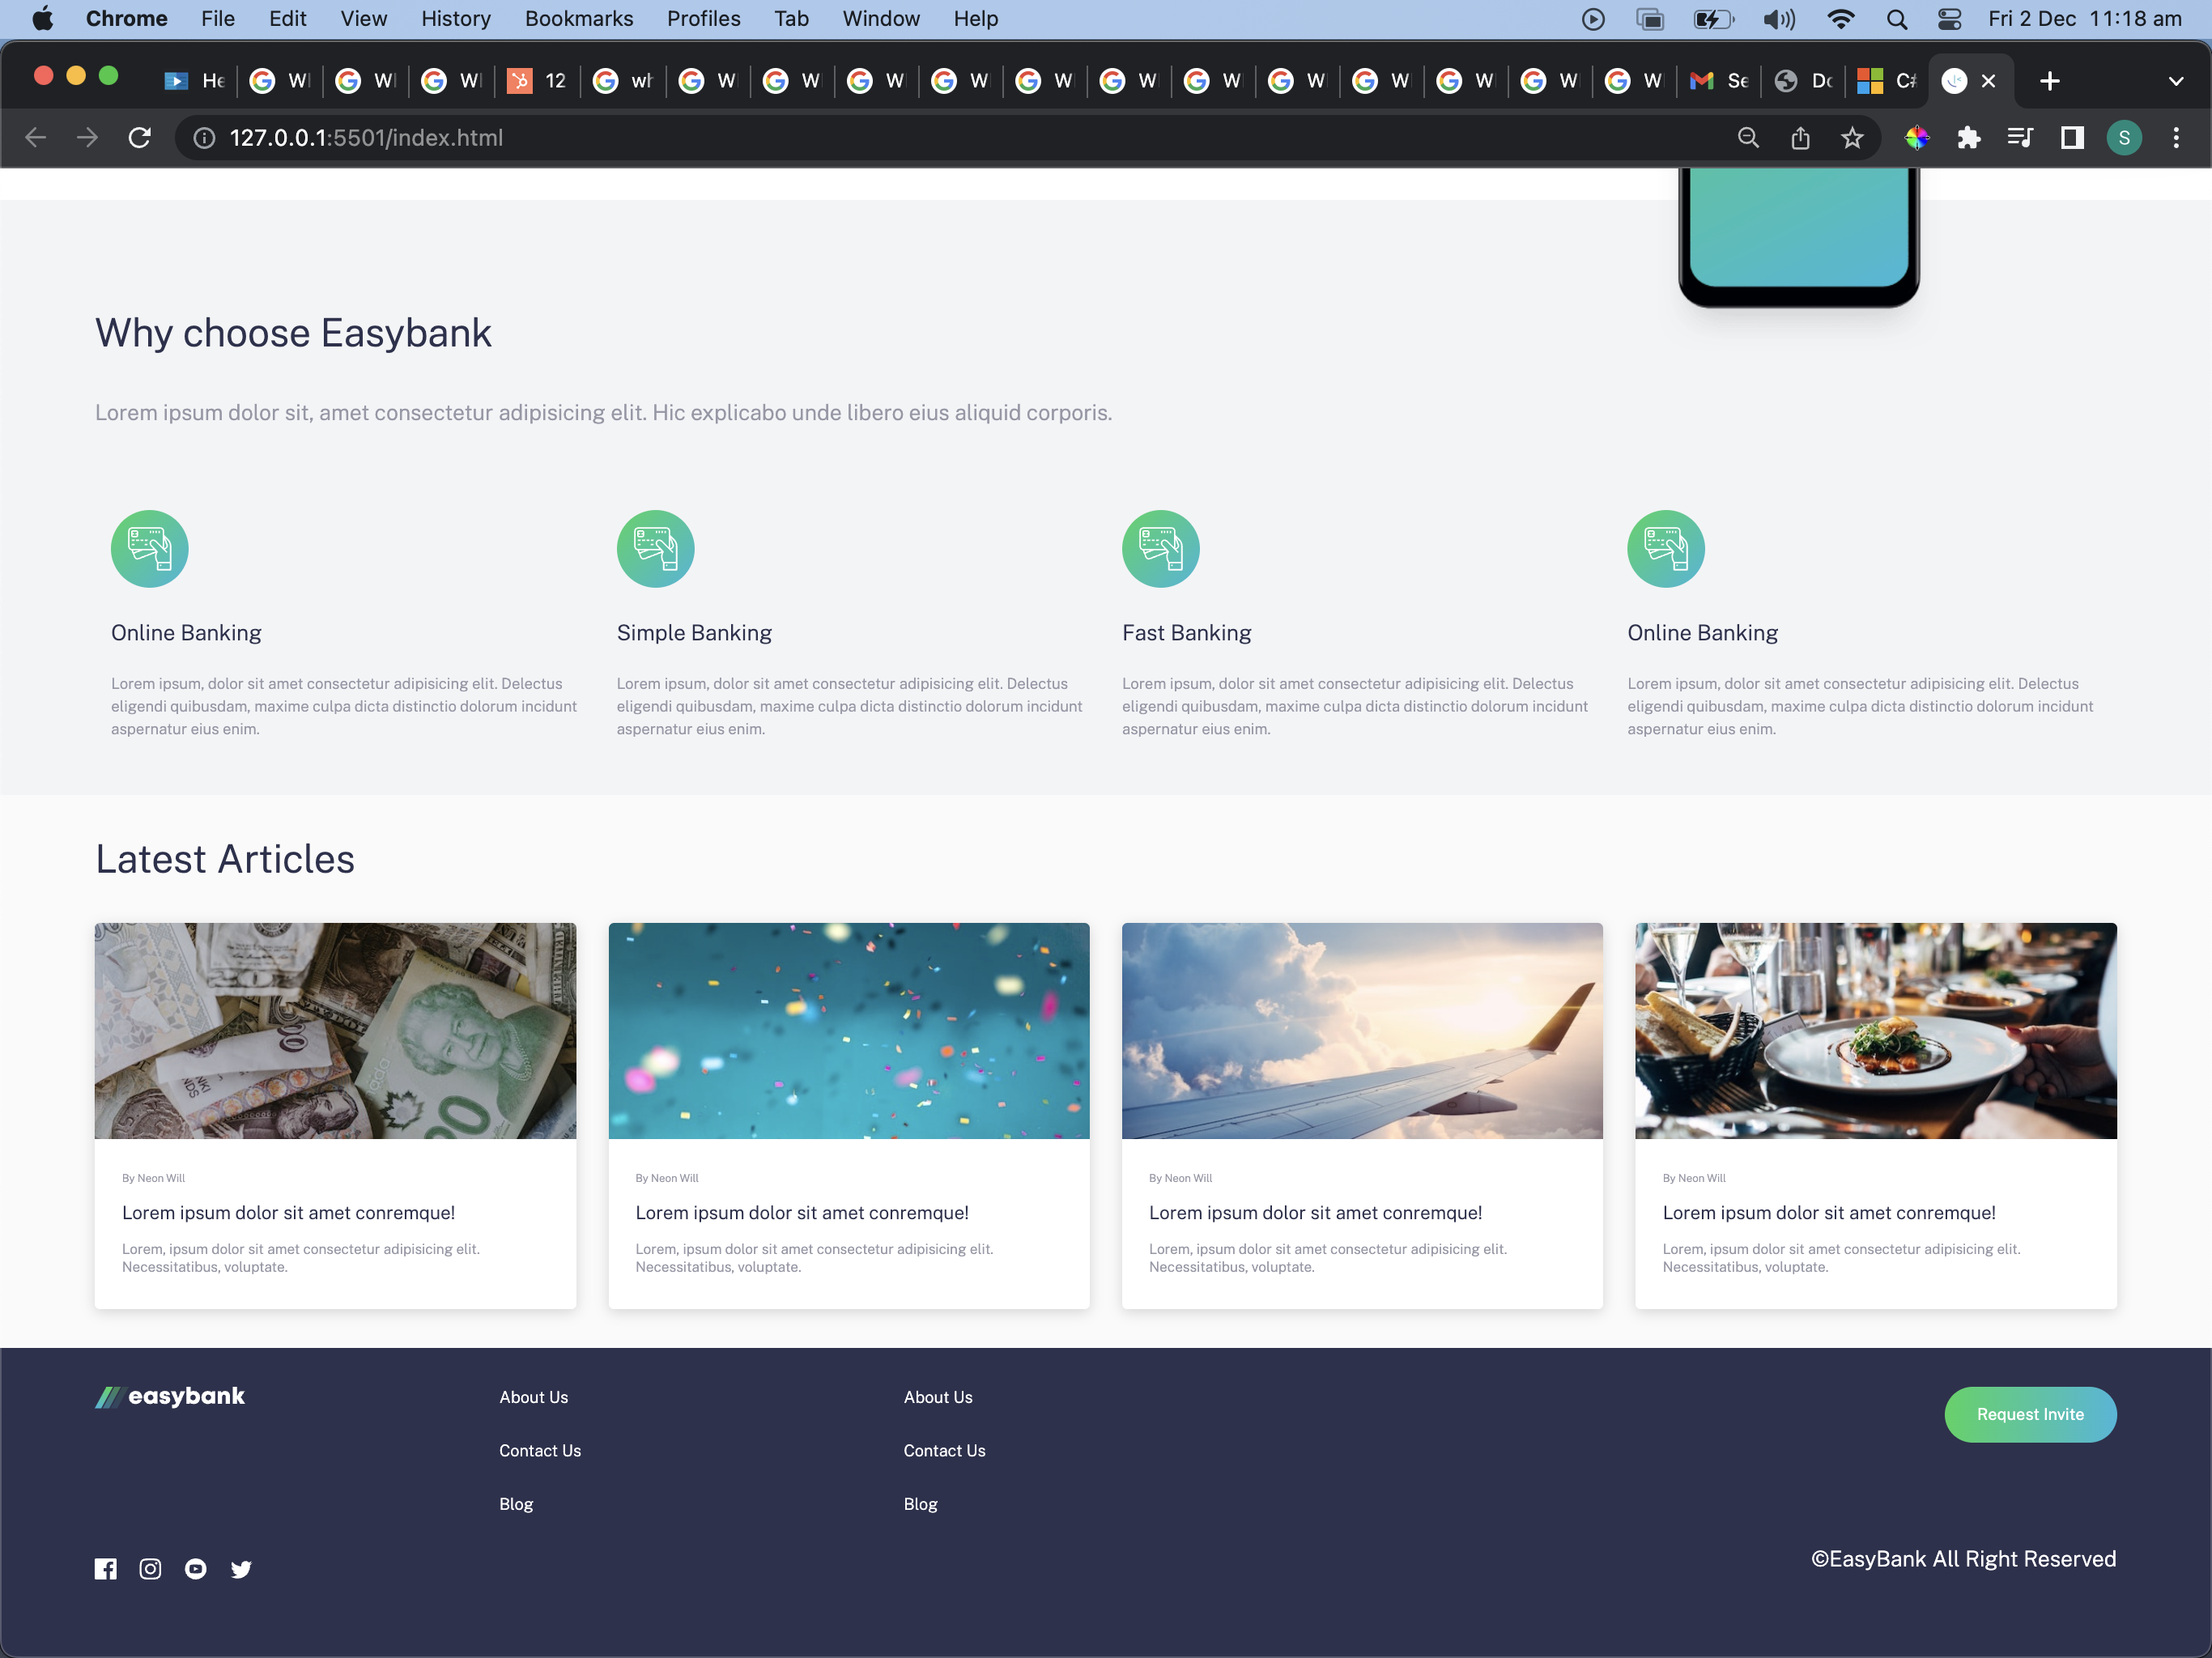 Chrome File Edit View History Bookmarks Profiles Tab Window Help Fri 2 Dec 11:18 am
He W W W 12 wh W W W W W W W W W W W W Se Do C#
127.0.0.1:5501/index.html S
Why choose Easybank
Lorem ipsum dolor sit, amet consectetur adipisicing elit. Hic explicabo unde libero eius aliquid corporis.
Online Banking
Lorem ipsum, dolor sit amet consectetur adipisicing elit. Delectus
eligendi quibusdam, maxime culpa dicta distinctio dolorum incidunt
aspernatur eius enim.
Simple Banking
Lorem ipsum, dolor sit amet consectetur adipisicing elit. Delectus
eligendi quibusdam, maxime culpa dicta distinctio dolorum incidunt
aspernatur eius enim.
Fast Banking
Lorem ipsum, dolor sit amet consectetur adipisicing elit. Delectus
eligendi quibusdam, maxime culpa dicta distinctio dolorum incidunt
aspernatur eius enim.
Online Banking
Lorem ipsum, dolor sit amet consectetur adipisicing elit. Delectus
eligendi quibusdam, maxime culpa dicta distinctio dolorum incidunt
aspernatur eius enim.
Latest Articles
By Neon Will
Lorem ipsum dolor sit amet conremque!
Lorem, ipsum dolor sit amet consectetur adipisicing elit.
Necessitatibus, voluptate.
By Neon Will
Lorem ipsum dolor sit amet conremque!
Lorem, ipsum dolor sit amet consectetur adipisicing elit.
Necessitatibus, voluptate.
By Neon Will
Lorem ipsum dolor sit amet conremque!
Lorem, ipsum dolor sit amet consectetur adipisicing elit.
Necessitatibus, voluptate.
By Neon Will
Lorem ipsum dolor sit amet conremque!
Lorem, ipsum dolor sit amet consectetur adipisicing elit.
Necessitatibus, voluptate.
easybank
About Us
Contact Us
Blog
About Us
Contact Us
Blog
Request Invite
©EasyBank All Right Reserved